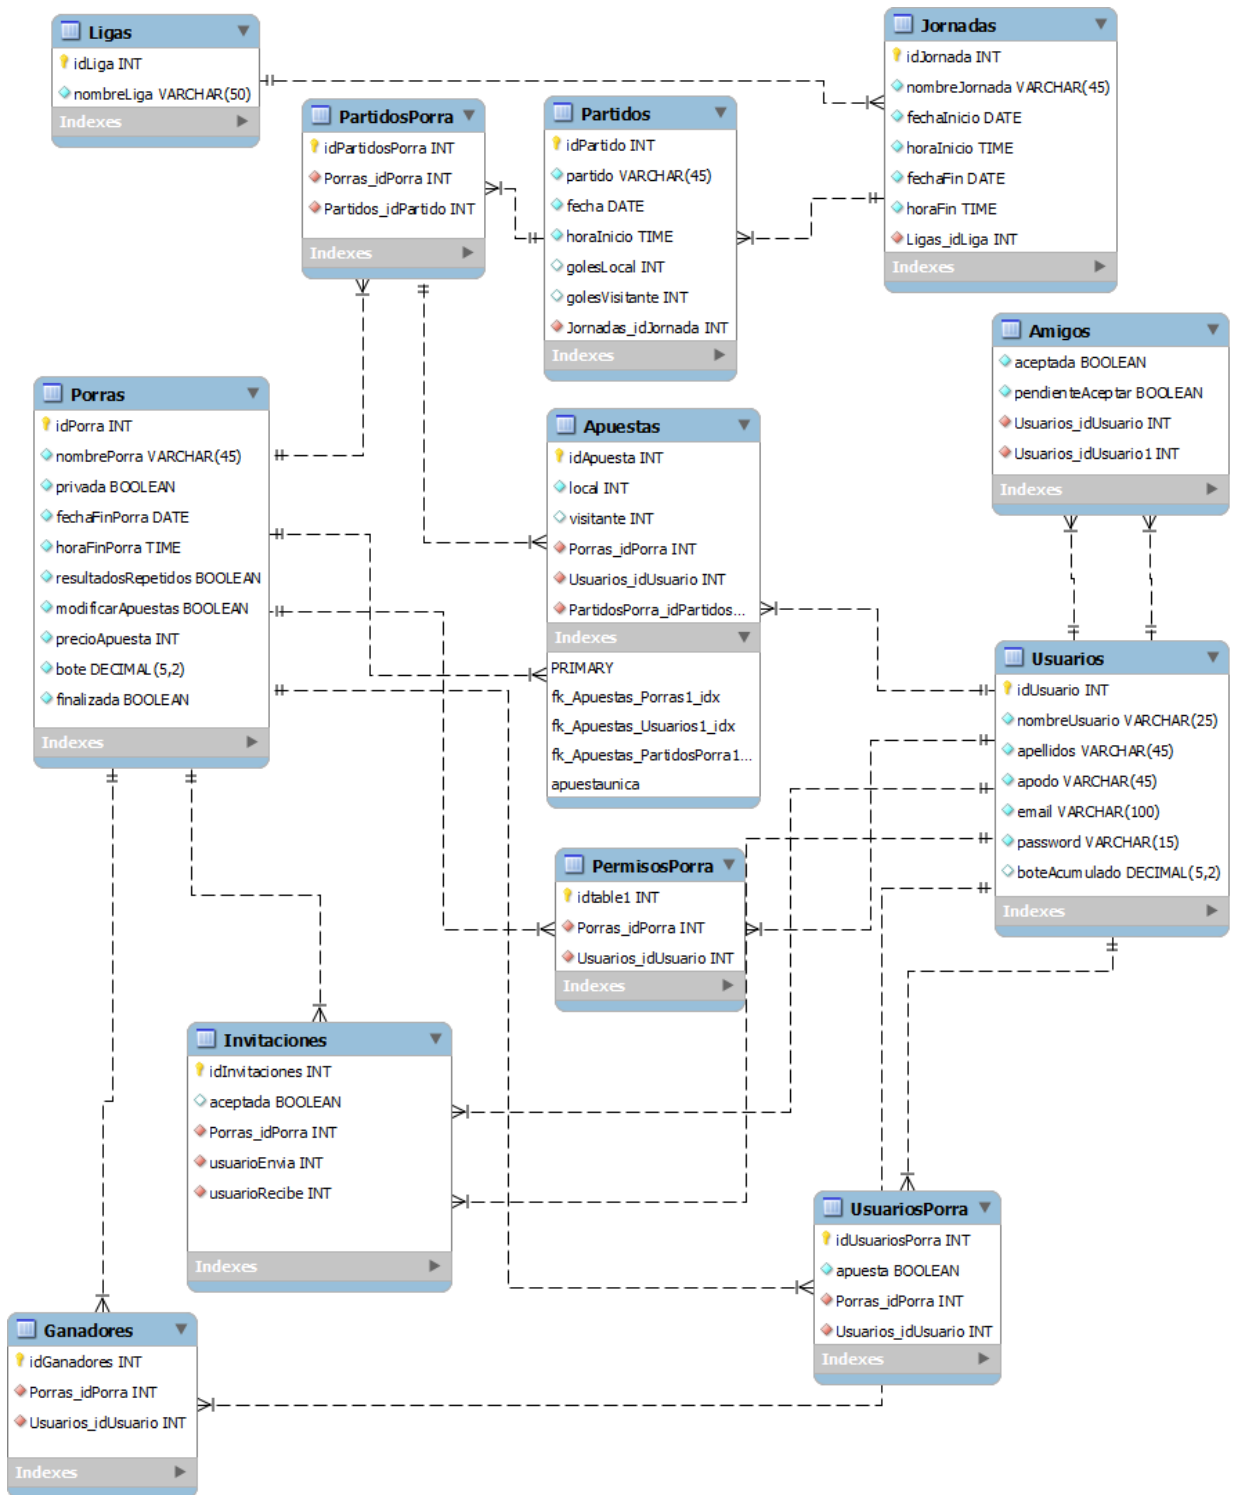 Ligas
idLiga INT
nombreLiga VARCHAR(50)
Indexes
Jornadas
idJornada INT
nombreJornada VARCHAR(45)
fechaInicio DATE
horaInicio TIME
fechaFin DATE
horaFin TIME
Ligas_idLiga INT
Indexes
PartidosPorra
idPartidosPorra INT
Porras_idPorra INT
Partidos_idPartido INT
Indexes
Partidos
idPartido INT
partido VARCHAR(45)
fecha DATE
horaInicio TIME
golesLocal INT
golesVisitante INT
Jornadas_idJornada INT
Indexes
Amigos
aceptada BOOLEAN
pendienteAceptar BOOLEAN
Usuarios_idUsuario INT
Usuarios_idUsuario1 INT
Indexes
Porras
idPorra INT
nombrePorra VARCHAR(45)
privada BOOLEAN
fechaFinPorra DATE
horaFinPorra TIME
resultadosRepetidos BOOLEAN
modificarApuestas BOOLEAN
precioApuesta INT
bote DECIMAL(5,2)
finalizada BOOLEAN
Indexes
Apuestas
idApuesta INT
local INT
visitante INT
Porras_idPorra INT
Usuarios_idUsuario INT
PartidosPorra_idPartidos...
Indexes
PRIMARY
fk_Apuestas_Porras1_idx
fk_Apuestas_Usuarios1_idx
fk_Apuestas_PartidosPorra1...
apuestaunica
Usuarios
idUsuario INT
nombreUsuario VARCHAR(25)
apellidos VARCHAR(45)
apodo VARCHAR(45)
email VARCHAR(100)
password VARCHAR(15)
boteAcumulado DECIMAL(5,2)
Indexes
PermisosPorra
idtable1 INT
Porras_idPorra INT
Usuarios_idUsuario INT
Indexes
Invitaciones
idInvitaciones INT
aceptada BOOLEAN
Porras_idPorra INT
usuarioEnvia INT
usuarioRecibe INT
Indexes
UsuariosPorra
idUsuariosPorra INT
apuesta BOOLEAN
Porras_idPorra INT
Usuarios_idUsuario INT
Indexes
Ganadores
idGanadores INT
Porras_idPorra INT
Usuarios_idUsuario INT
Indexes